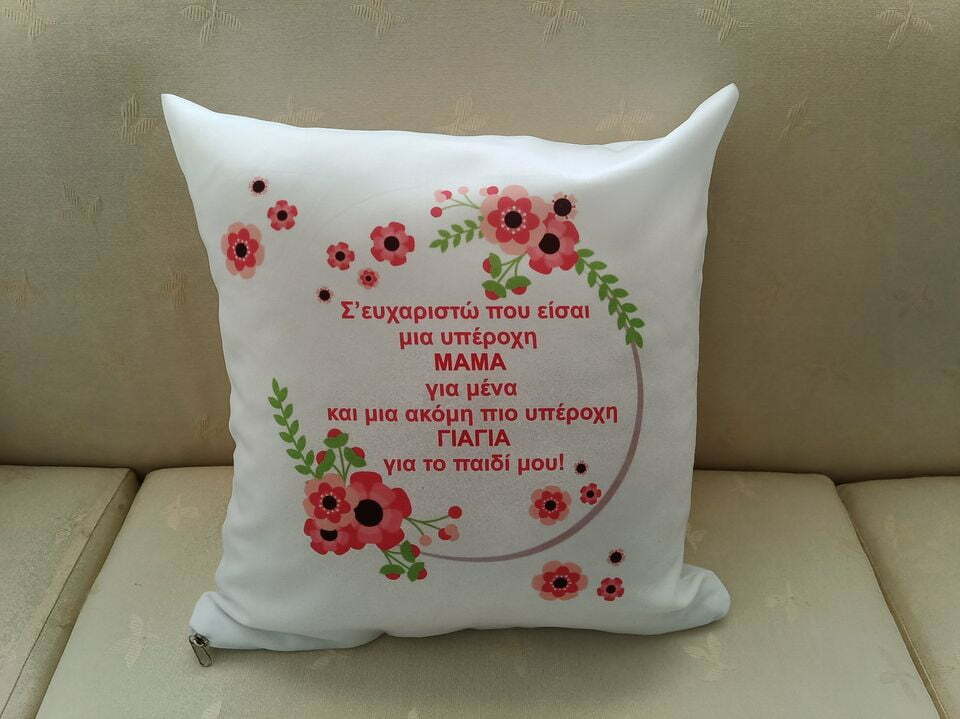 Σ'ευχαριστώ που είσαι
μια υπέροχη
ΜΑΜΑ
για μένα
και μια ακόμη πιο υπέροχη
ΓΙΑΓΙΑ
για το παιδί μου!